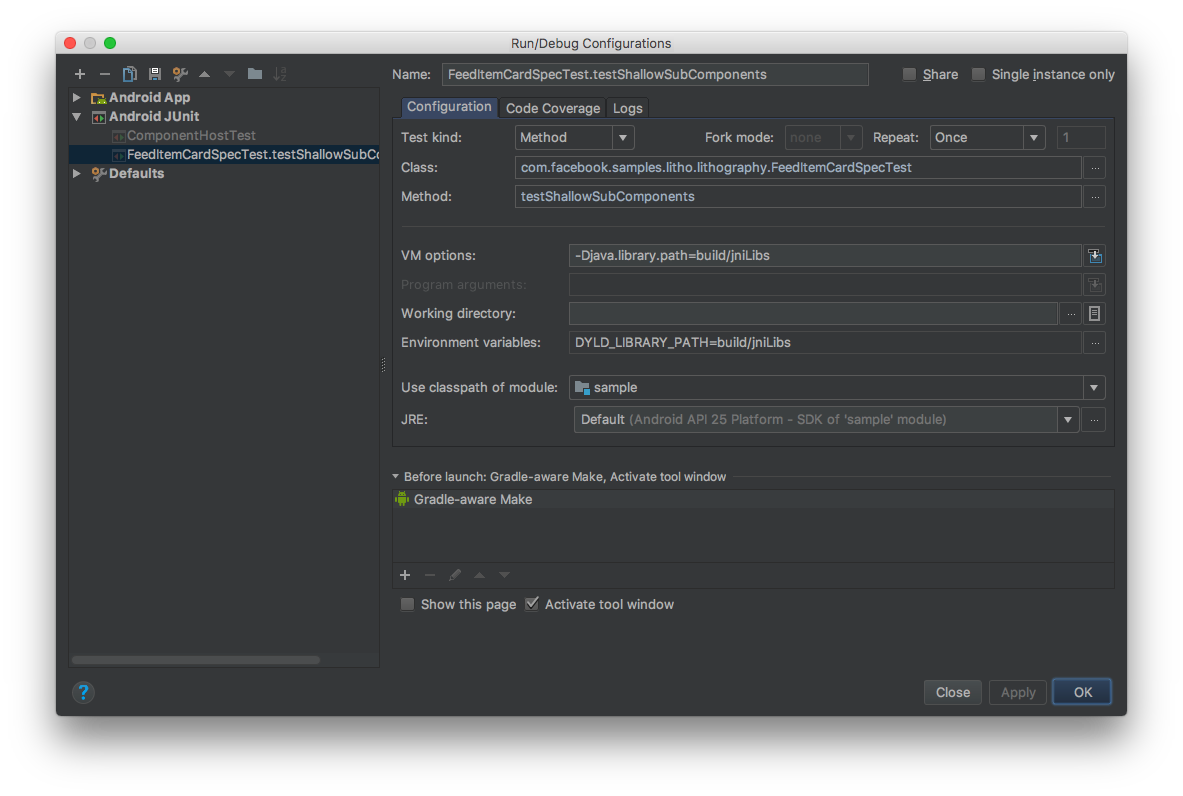 Run/Debug Configurations
Name: FeedItemCardSpecTest.testShallowSubComponents Share Single instance only
Android App
Android JUnit
ComponentHostTest
FeedItemCardSpecTest.testShallowSubCo
Defaults
Configuration Code Coverage Logs
Test kind: Method Fork mode: none Repeat: Once 1
Class: com.facebook.samples.litho.lithography.FeedItemCardSpecTest ...
Method: testShallowSubComponents ...
VM options: -Djava.library.path=build/jniLibs
Program arguments:
Working directory: ...
Environment variables: DYLD_LIBRARY_PATH=build/jniLibs ...
Use classpath of module: sample
JRE: Default (Android API 25 Platform - SDK of 'sample' module) ...
Before launch: Gradle-aware Make, Activate tool window
Gradle-aware Make
Show this page Activate tool window
? Close Apply OK